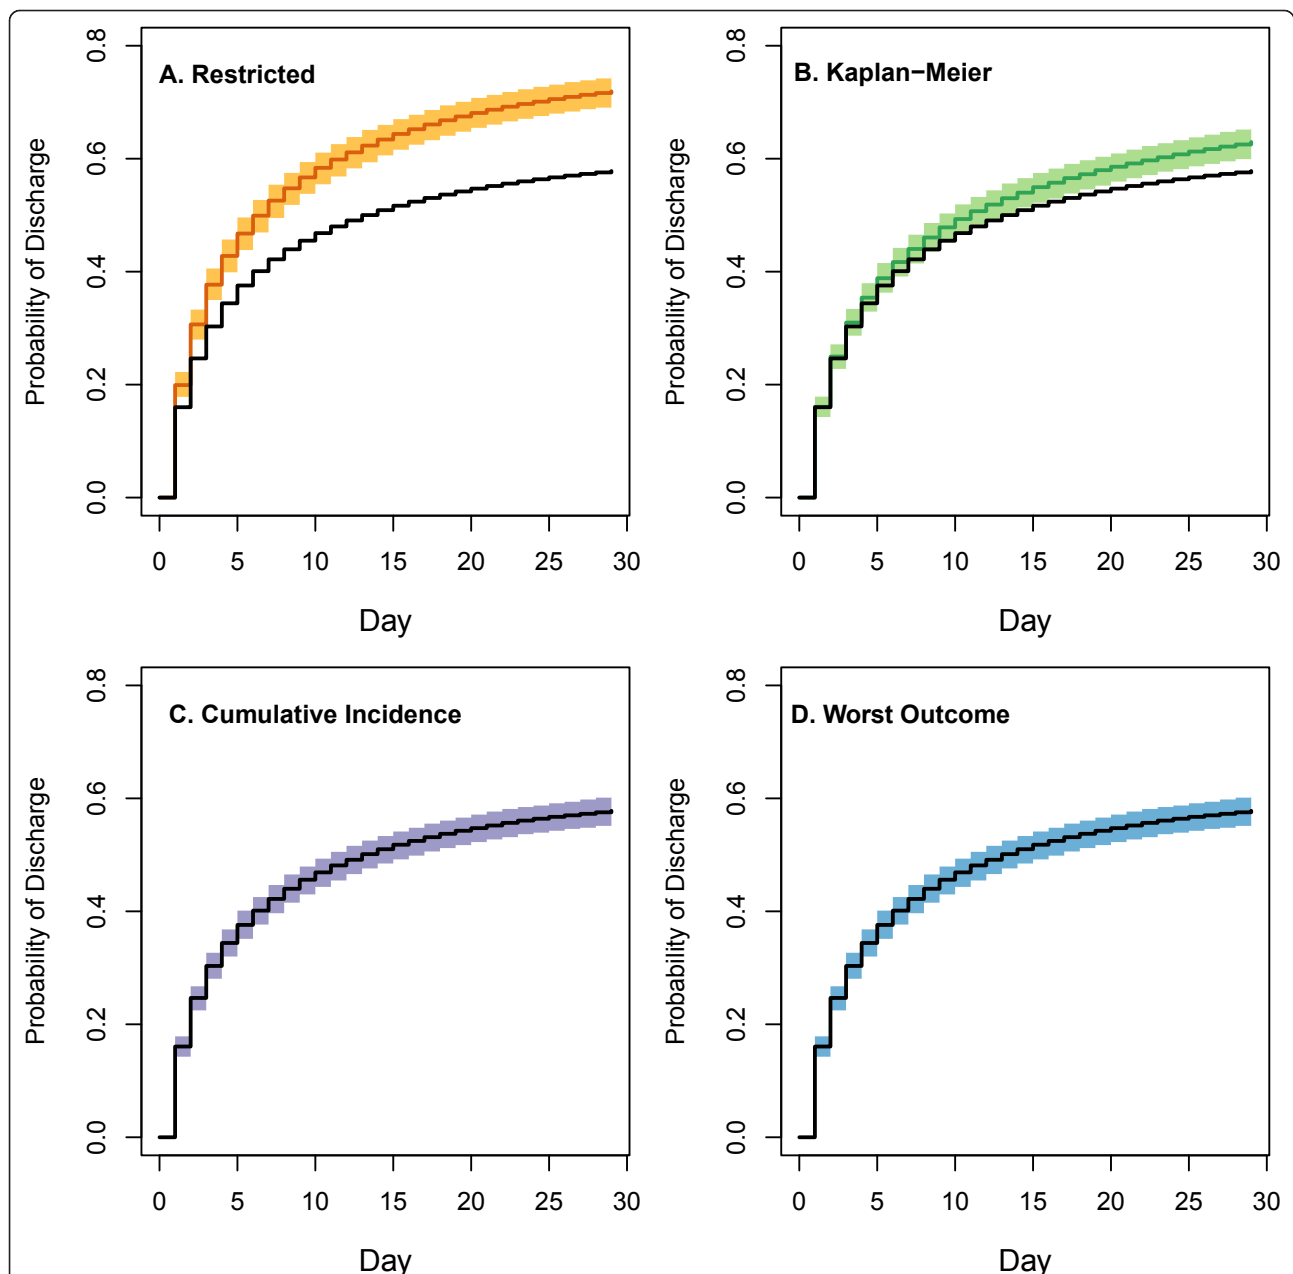 A. Restricted
Probability of Discharge
0.0 0.2 0.4 0.6 0.8
0 5 10 15 20 25 30
Day
B. Kaplan−Meier
Probability of Discharge
0.0 0.2 0.4 0.6 0.8
0 5 10 15 20 25 30
Day
C. Cumulative Incidence
Probability of Discharge
0.0 0.2 0.4 0.6 0.8
0 5 10 15 20 25 30
Day
D. Worst Outcome
Probability of Discharge
0.0 0.2 0.4 0.6 0.8
0 5 10 15 20 25 30
Day